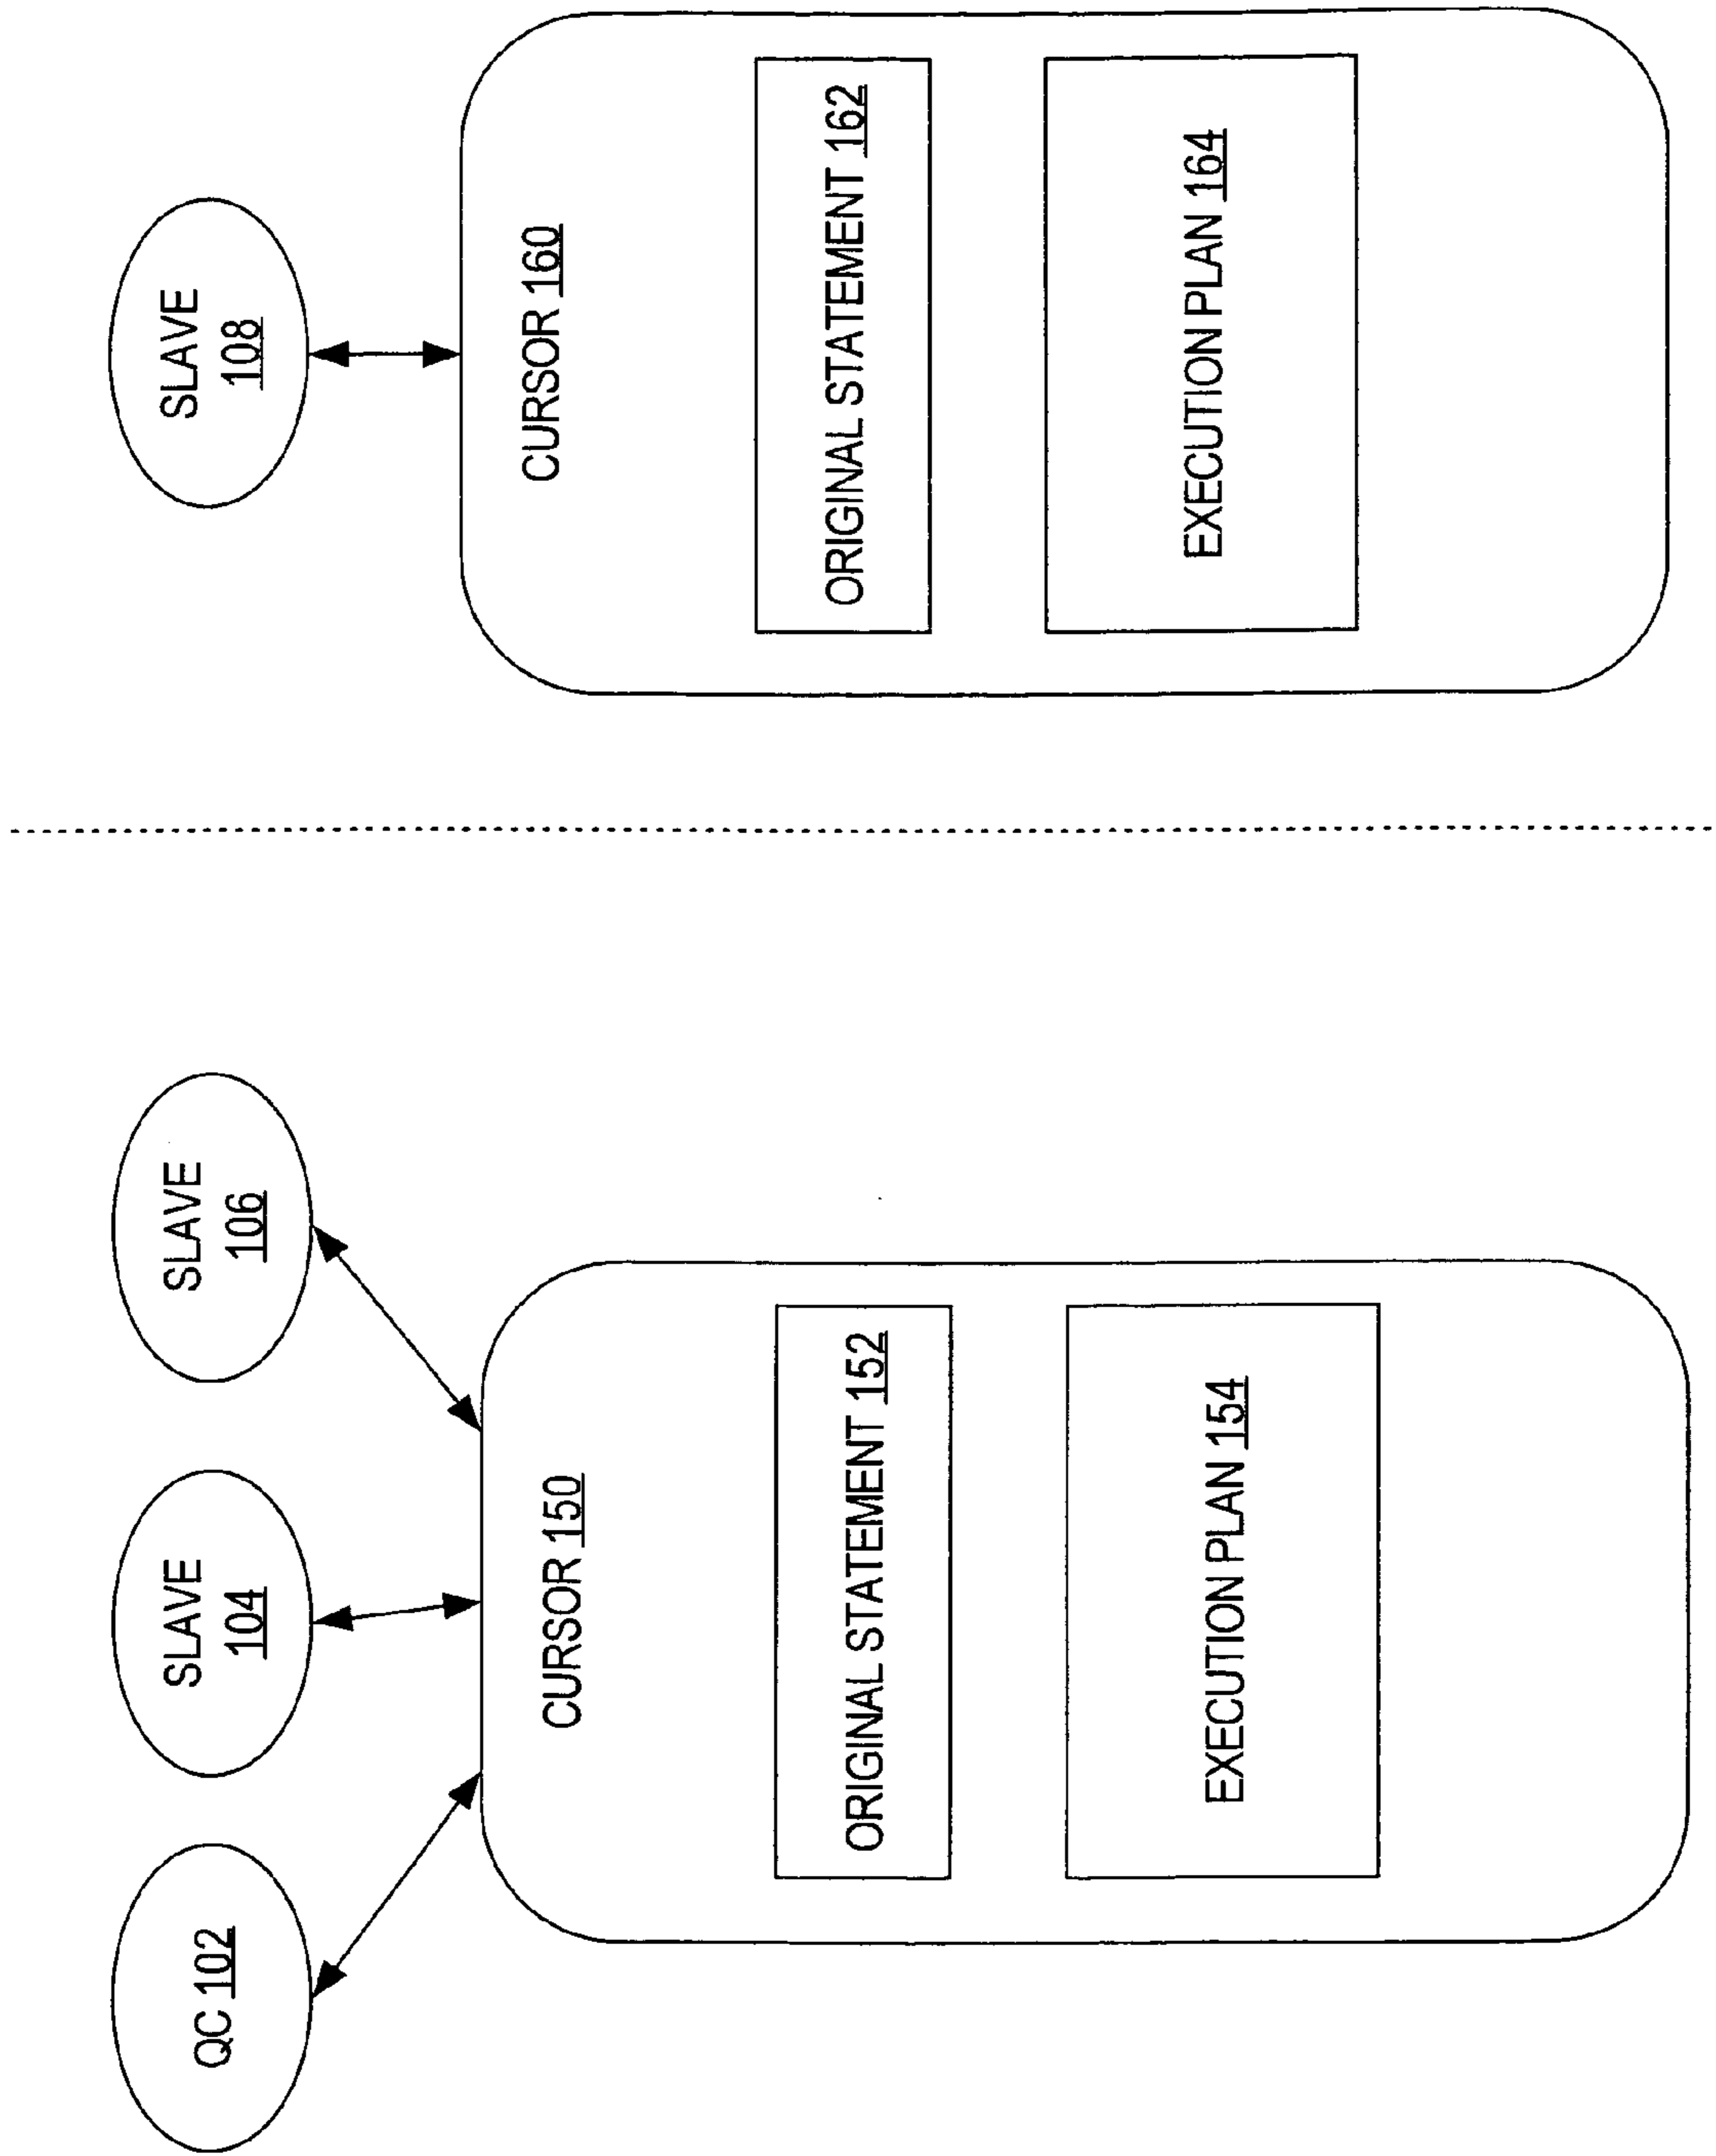 QC 102
SLAVE
104
SLAVE
106
CURSOR 150
ORIGINAL STATEMENT 152
EXECUTION PLAN 154
SLAVE
108
CURSOR 160
ORIGINAL STATEMENT 162
EXECUTION PLAN 164